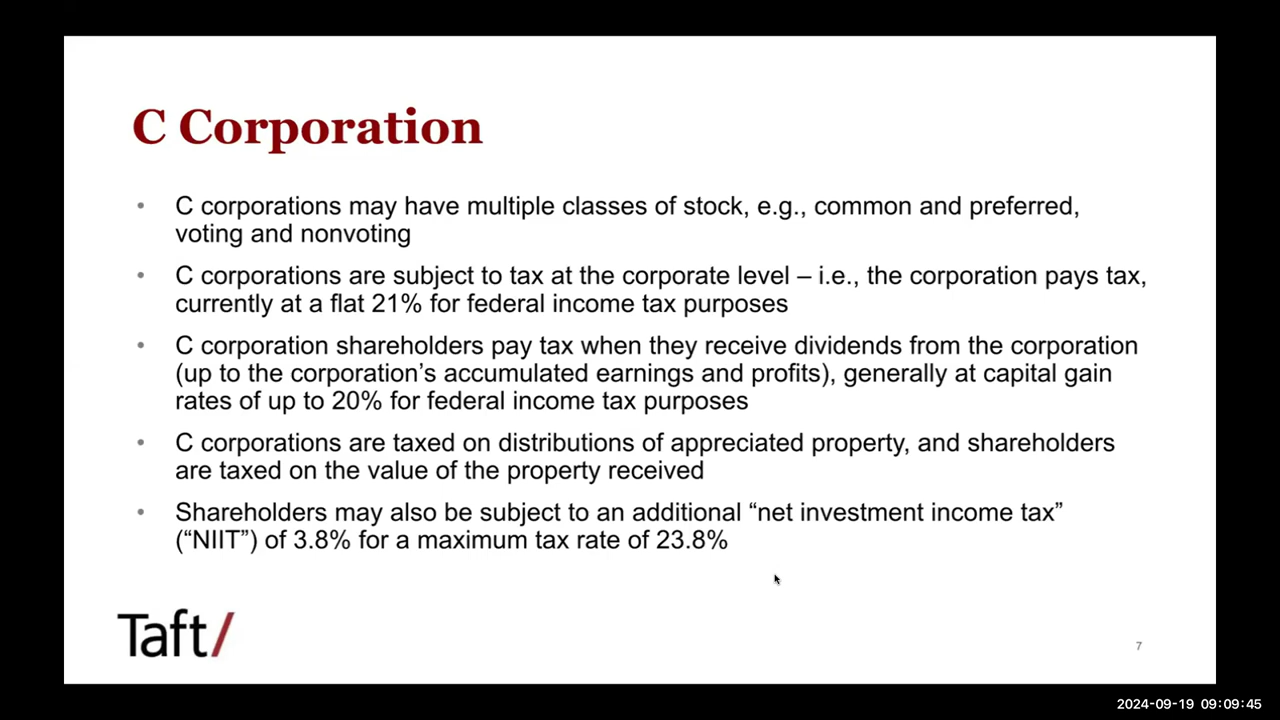 C Corporation
• C corporations may have multiple classes of stock, e.g., common and preferred,
voting and nonvoting
• C corporations are subject to tax at the corporate level – i.e., the corporation pays tax,
currently at a flat 21% for federal income tax purposes
• C corporation shareholders pay tax when they receive dividends from the corporation
(up to the corporation’s accumulated earnings and profits), generally at capital gain
rates of up to 20% for federal income tax purposes
• C corporations are taxed on distributions of appreciated property, and shareholders
are taxed on the value of the property received
• Shareholders may also be subject to an additional “net investment income tax”
(“NIIT”) of 3.8% for a maximum tax rate of 23.8%
Taft/
7
2024-09-19 09:09:45